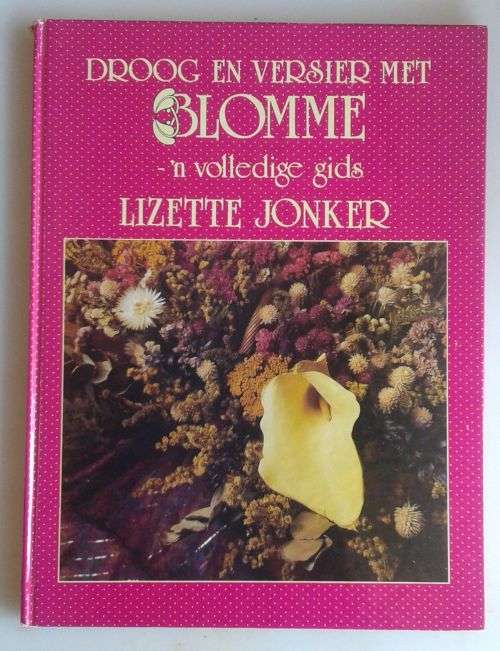 DROOG EN VERSIER MET
BLOMME
- 'n volledige gids
LIZETTE JONKER